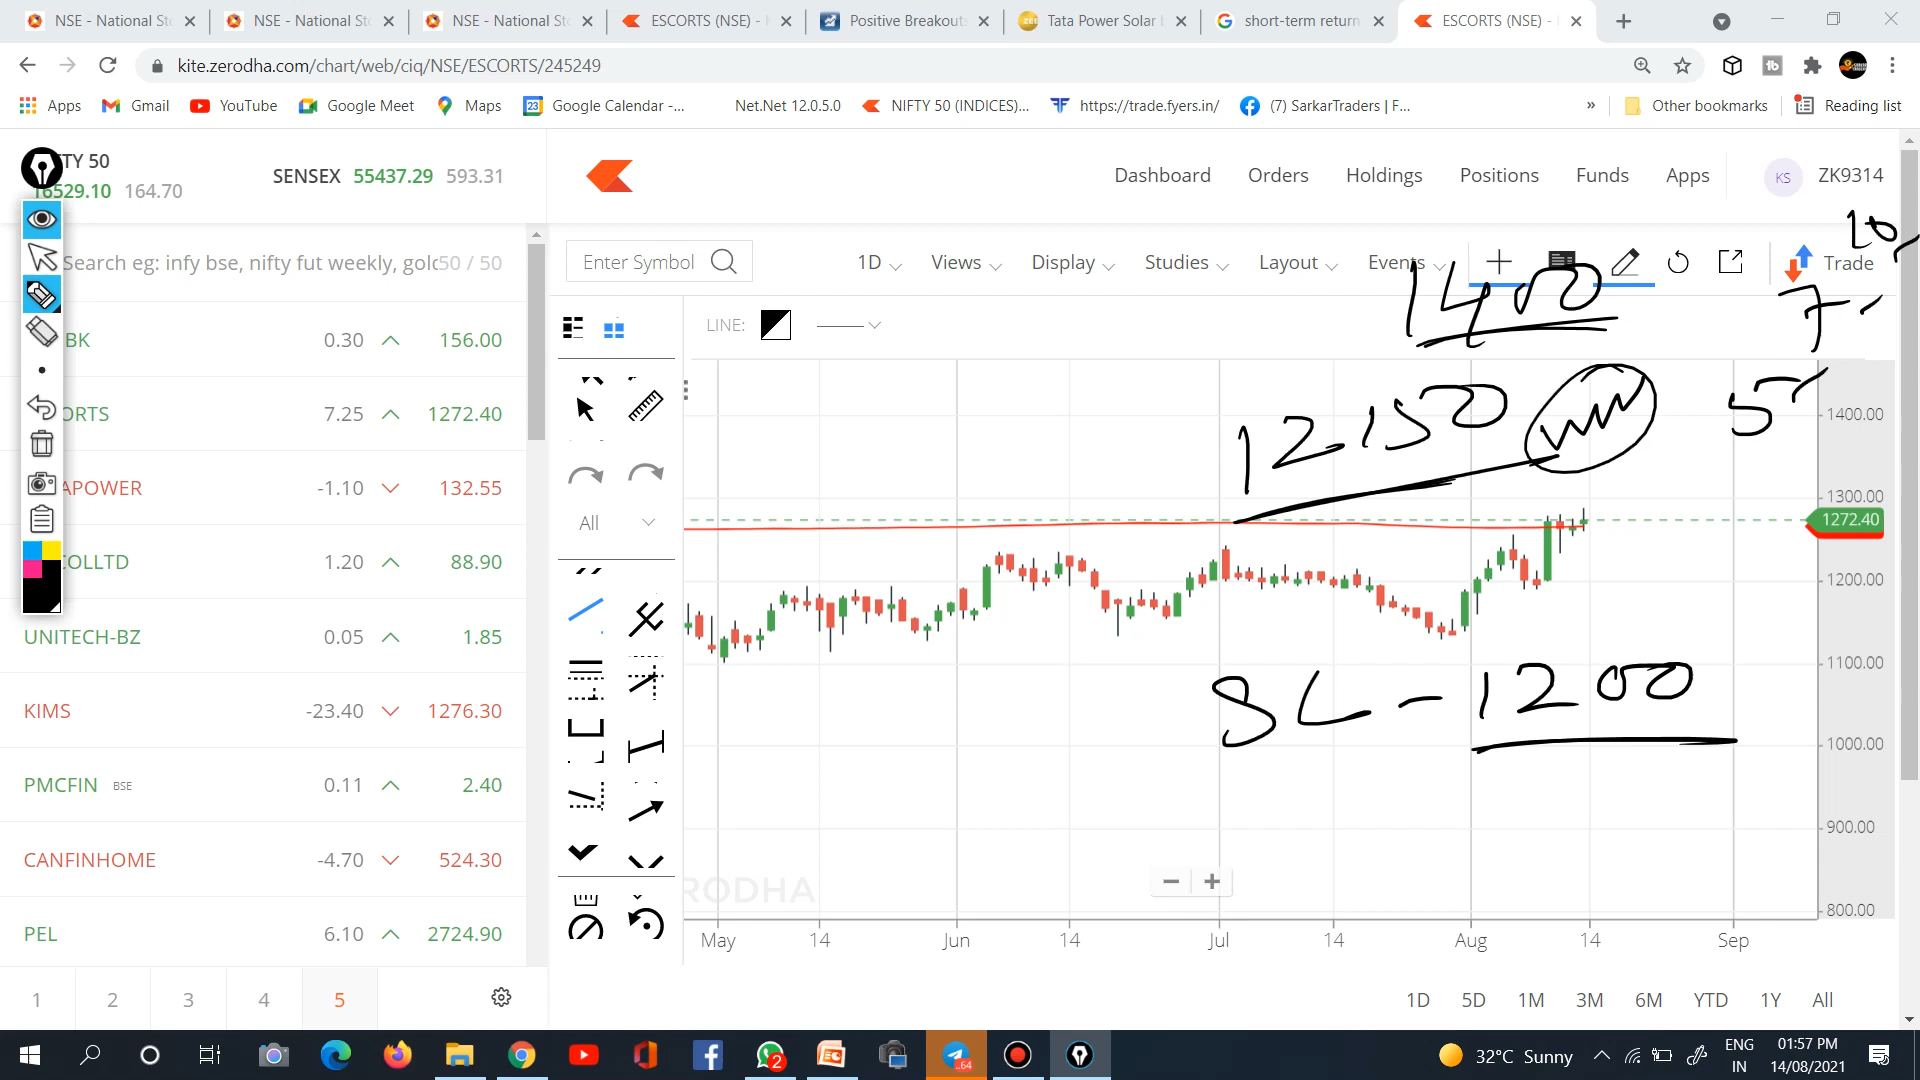 NSE - National St
NSE - National St
NSE - National St
ESCORTS (NSE) -
Positive Breakout
Tata Power Solar
short-term return
ESCORTS (NSE) -
kite.zerodha.com/chart/web/ciq/NSE/ESCORTS/245249
Apps
Gmail
YouTube
Google Meet
Maps
Google Calendar -...
Net.Net 12.0.5.0
NIFTY 50 (INDICES)...
https://trade.fyers.in/
(7) SarkarTraders | F...
»
Other bookmarks
Reading list
TY 50
16529.10 164.70
SENSEX 55437.29 593.31
Dashboard
Orders
Holdings
Positions
Funds
Apps
KS
ZK9314
Search eg: infy bse, nifty fut weekly, gold
50 / 50
BK 0.30 156.00
ORTS 7.25 1272.40
APOWER -1.10 132.55
COLLTD 1.20 88.90
UNITECH-BZ 0.05 1.85
KIMS -23.40 1276.30
PMCFIN BSE 0.11 2.40
CANFINHOME -4.70 524.30
PEL 6.10 2724.90
1 2 3 4 5
Enter Symbol
1D
Views
Display
Studies
Layout
Events
Trade
LINE:
All
1400
SL - 1200
1400.00
1300.00
1272.40
1200.00
1100.00
1000.00
900.00
800.00
RODHA
May 14 Jun 14 Jul 14 Aug 14 Sep
1D 5D 1M 3M 6M YTD 1Y All
2
64
32°C Sunny
ENG
IN
01:57 PM
14/08/2021